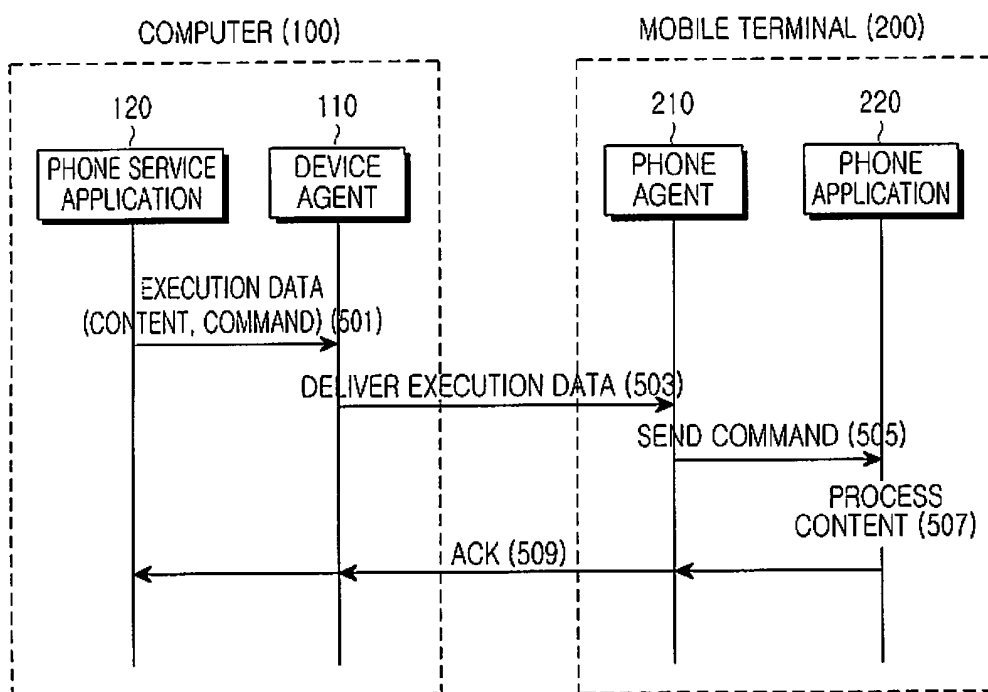 COMPUTER (100)
MOBILE TERMINAL (200)
120
110
210
220
PHONE SERVICE
APPLICATION
DEVICE
AGENT
PHONE
AGENT
PHONE
APPLICATION
EXECUTION DATA
(CONTENT, COMMAND) (501)
DELIVER EXECUTION DATA (503)
SEND COMMAND (505)
PROCESS
CONTENT (507)
ACK (509)